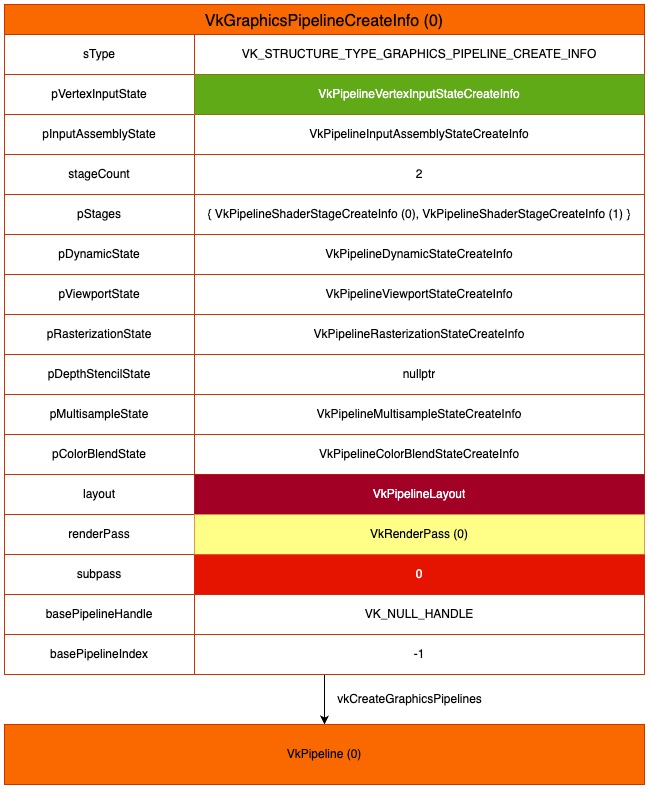 VkGraphicsPipelineCreateInfo (0)
sType VK_STRUCTURE_TYPE_GRAPHICS_PIPELINE_CREATE_INFO
pVertexInputState VkPipelineVertexInputStateCreateInfo
pInputAssemblyState VkPipelineInputAssemblyStateCreateInfo
stageCount 2
pStages { VkPipelineShaderStageCreateInfo (0), VkPipelineShaderStageCreateInfo (1) }
pDynamicState VkPipelineDynamicStateCreateInfo
pViewportState VkPipelineViewportStateCreateInfo
pRasterizationState VkPipelineRasterizationStateCreateInfo
pDepthStencilState nullptr
pMultisampleState VkPipelineMultisampleStateCreateInfo
pColorBlendState VkPipelineColorBlendStateCreateInfo
layout VkPipelineLayout
renderPass VkRenderPass (0)
subpass 0
basePipelineHandle VK_NULL_HANDLE
basePipelineIndex -1
vkCreateGraphicsPipelines
VkPipeline (0)